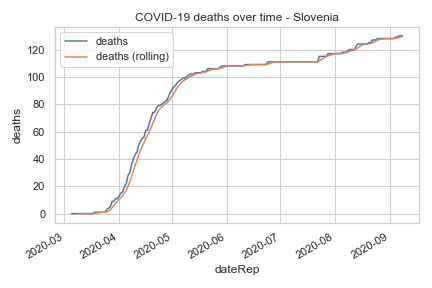 COVID-19 deaths over time - Slovenia
deaths
deaths (rolling)
deaths
120
100
80
60
40
20
0
2020-03
2020-04
2020-05
2020-06
2020-07
2020-08
2020-09
dateRep